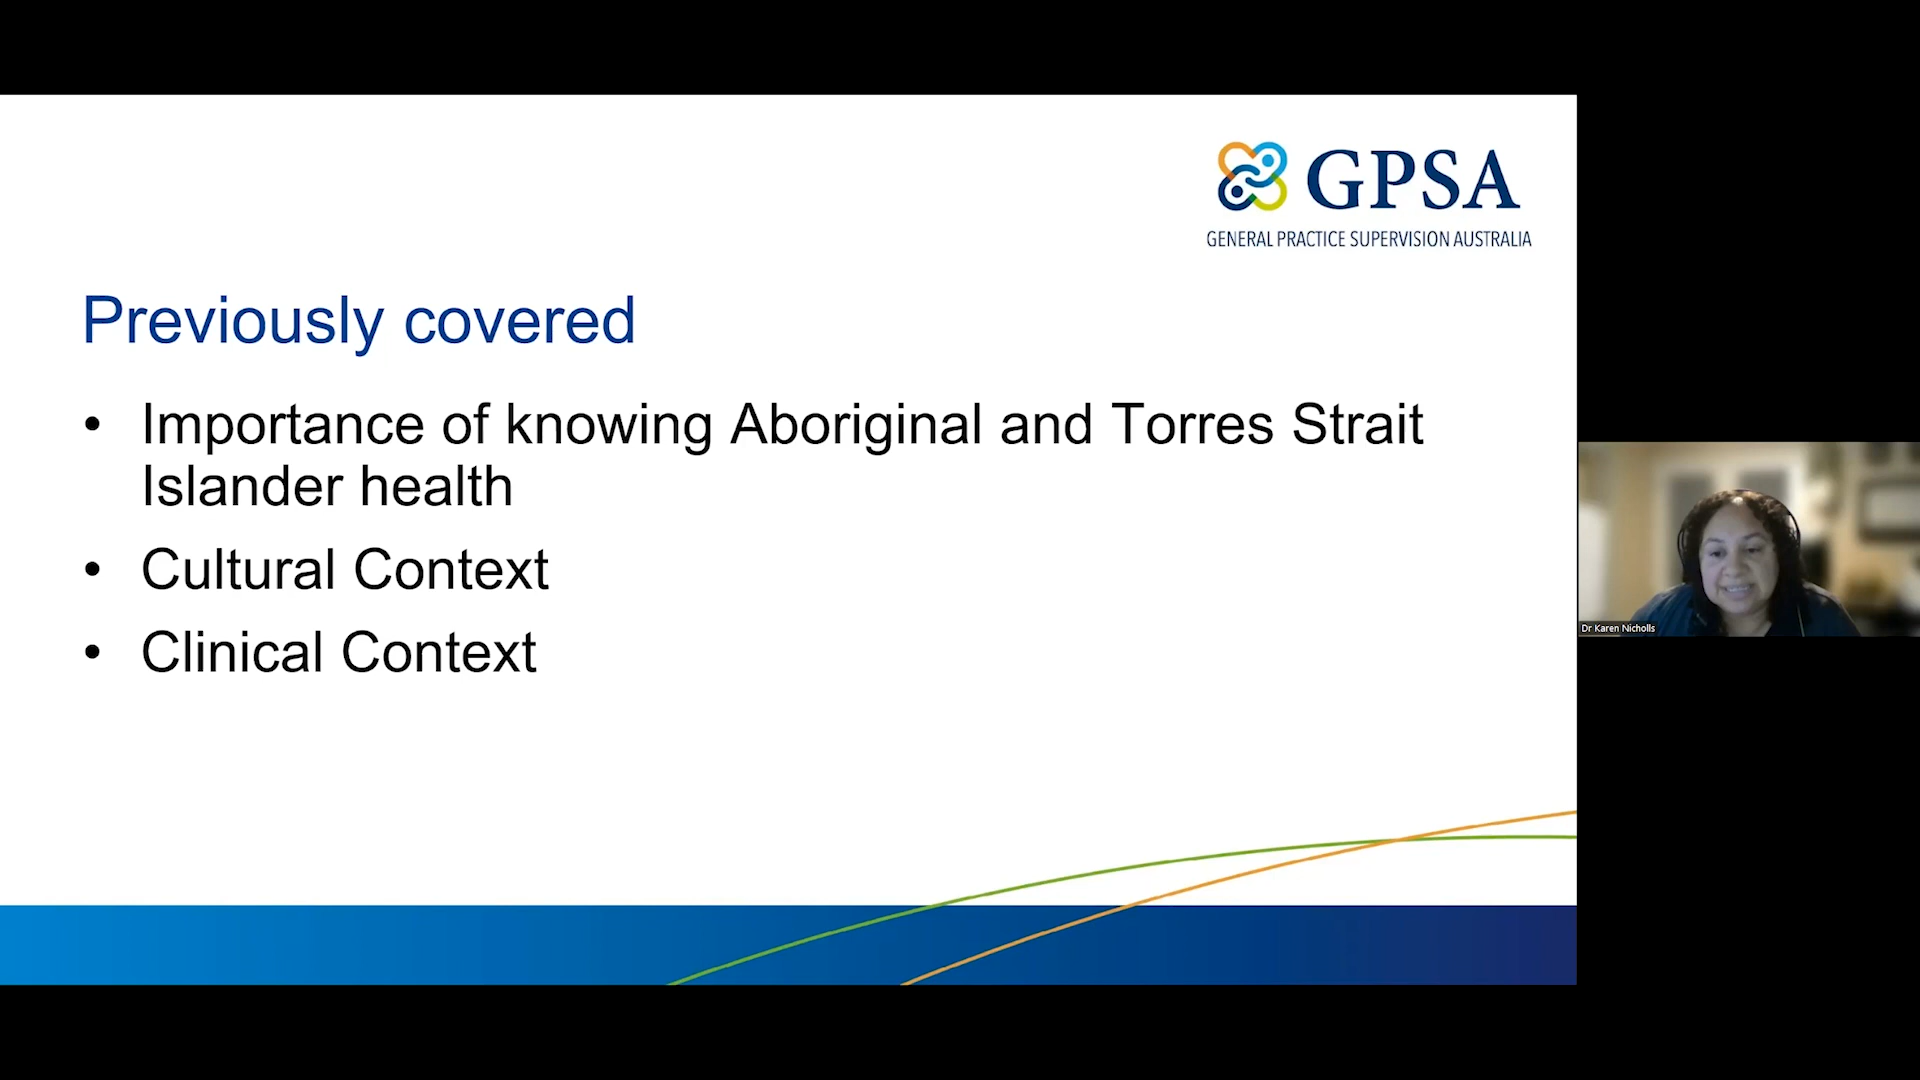 GPSA
GENERAL PRACTICE SUPERVISION AUSTRALIA
Previously covered
• Importance of knowing Aboriginal and Torres Strait
Islander health
• Cultural Context
• Clinical Context
Dr Karen Nicholls